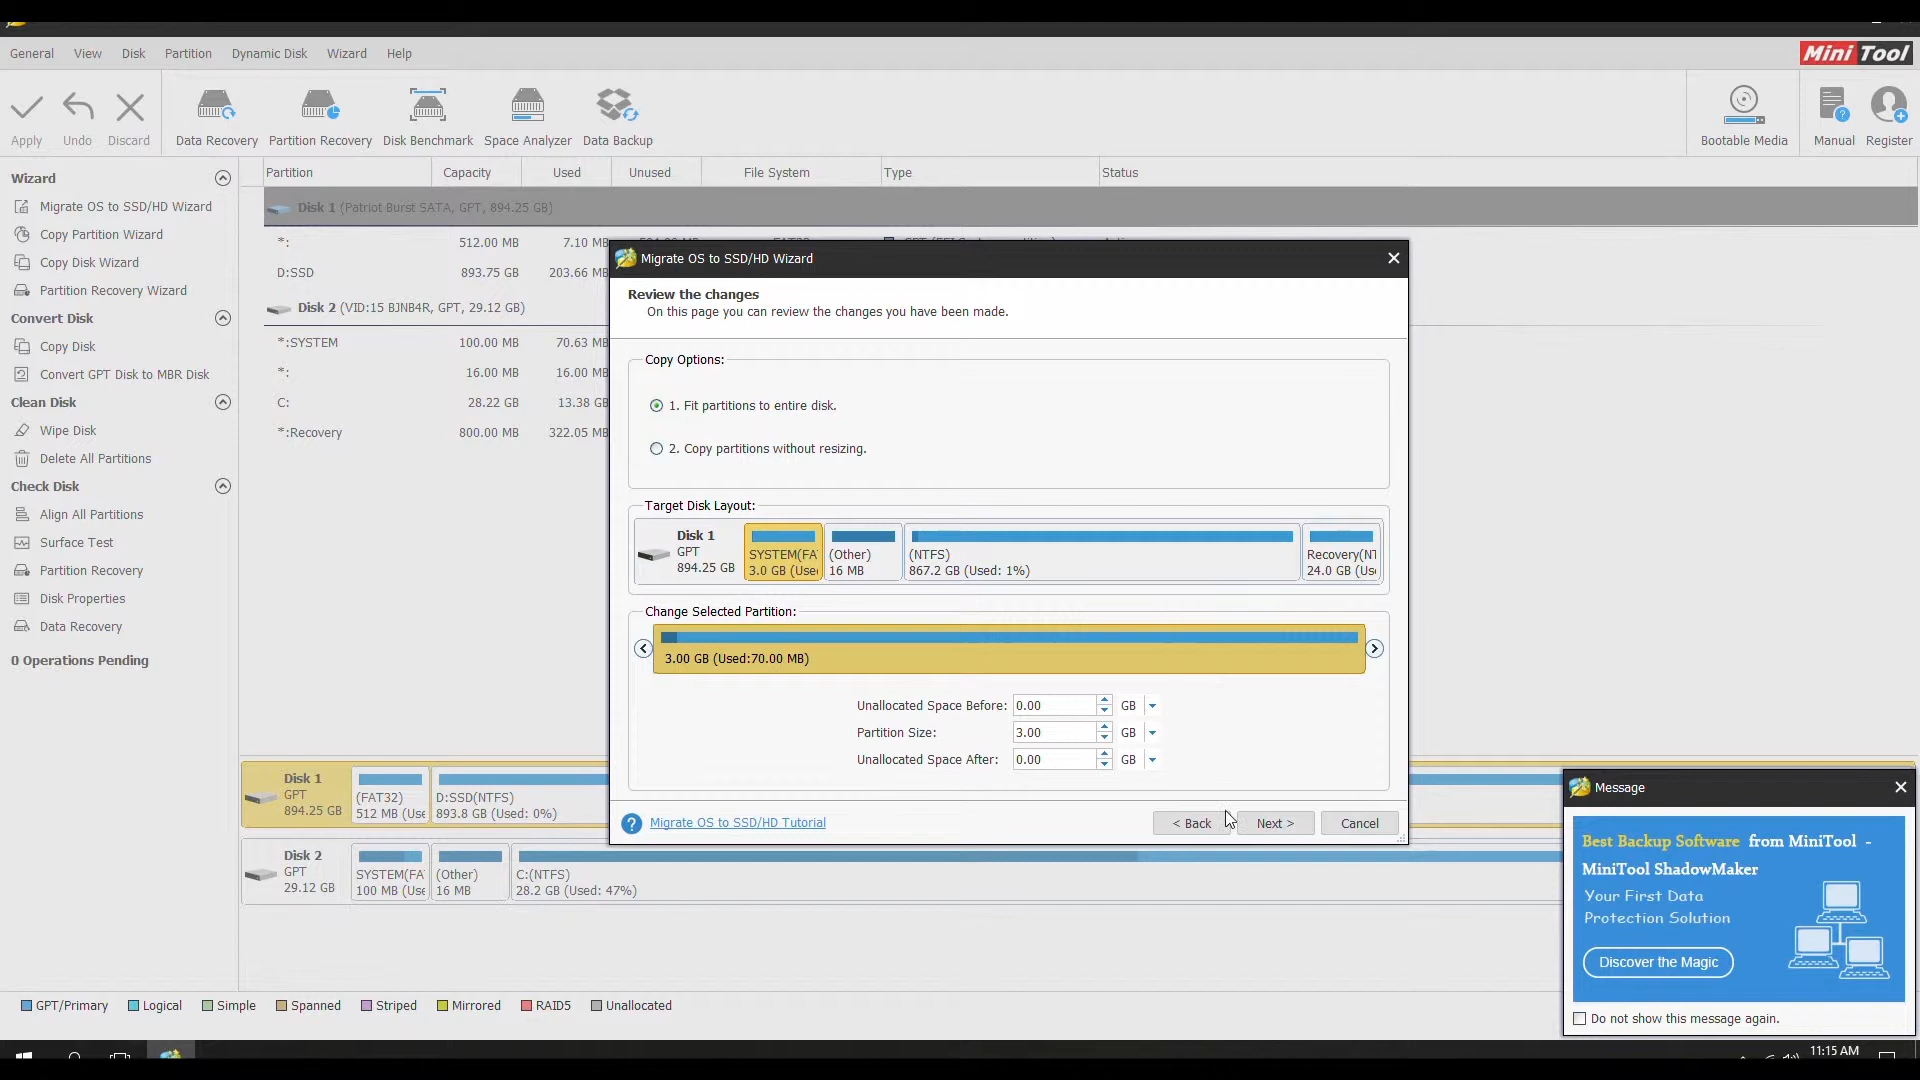 General View Disk Partition Dynamic Disk Wizard Help
Mini Tool
Apply Undo Discard Data Recovery Partition Recovery Disk Benchmark Space Analyzer Data Backup Bootable Media Manual Register
Partition Capacity Used Unused File System Type Status
Wizard
Migrate OS to SSD/HD Wizard
Copy Partition Wizard
Copy Disk Wizard
Partition Recovery Wizard
Convert Disk
Copy Disk
Convert GPT Disk to MBR Disk
Clean Disk
Wipe Disk
Delete All Partitions
Check Disk
Align All Partitions
Surface Test
Partition Recovery
Disk Properties
Data Recovery
0 Operations Pending
Disk 1 (Patriot Burst SATA, GPT, 894.25 GB)
*: 512.00 MB 7.10 MB
D:SSD 893.75 GB 203.66 MB
Disk 2 (VID:15 BJNB4R, GPT, 29.12 GB)
*:SYSTEM 100.00 MB 70.63 MB
*: 16.00 MB 16.00 MB
C: 28.22 GB 13.38 GB
*:Recovery 800.00 MB 322.05 MB
Migrate OS to SSD/HD Wizard
Review the changes
On this page you can review the changes you have been made.
Copy Options:
1. Fit partitions to entire disk.
2. Copy partitions without resizing.
Target Disk Layout:
Disk 1
GPT
894.25 GB
SYSTEM(FA
3.0 GB (Used
(Other)
16 MB
(NTFS)
867.2 GB (Used: 1%)
Recovery(NT
24.0 GB (Us
Change Selected Partition:
3.00 GB (Used:70.00 MB)
Unallocated Space Before: 0.00 GB
Partition Size: 3.00 GB
Unallocated Space After: 0.00 GB
Migrate OS to SSD/HD Tutorial
< Back Next > Cancel
Disk 1
GPT
894.25 GB
(FAT32)
512 MB (Use
D:SSD(NTFS)
893.8 GB (Used: 0%)
Disk 2
GPT
29.12 GB
SYSTEM(FA
100 MB (Use
(Other)
16 MB
C:(NTFS)
28.2 GB (Used: 47%)
GPT/Primary Logical Simple Spanned Striped Mirrored RAID5 Unallocated
Message
Best Backup Software from MiniTool -
MiniTool ShadowMaker
Your First Data
Protection Solution
Discover the Magic
Do not show this message again.
11:15 AM